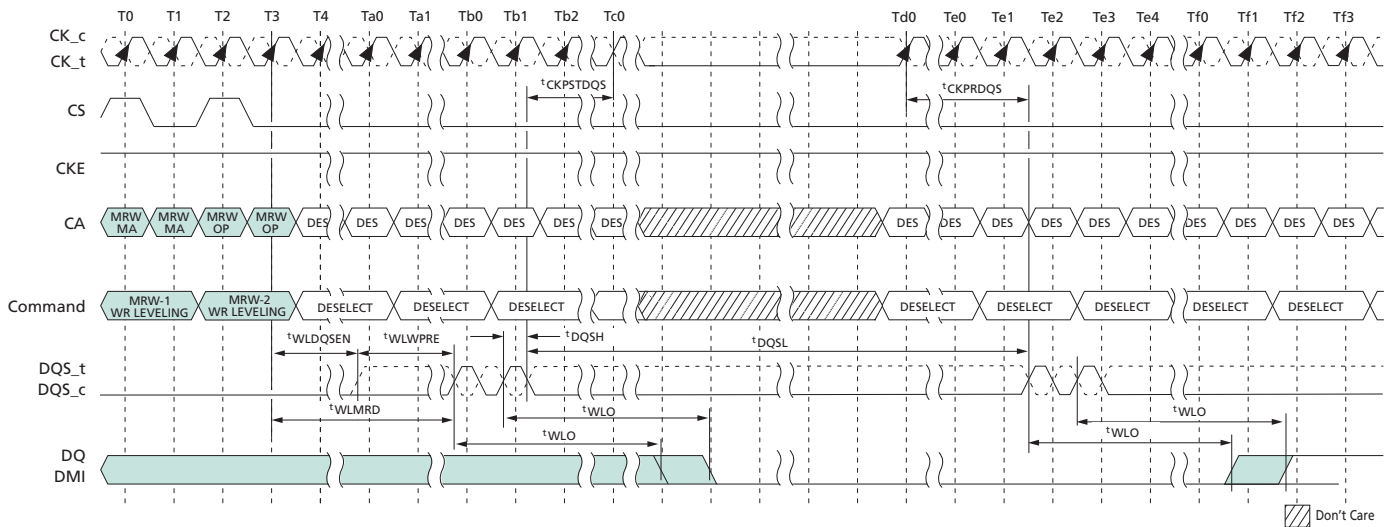 T0 T1 T2 T3 T4 Ta0 Ta1 Tb0 Tb1 Tb2 Tc0 Td0 Te0 Te1 Te2 Te3 Te4 Tf0 Tf1 Tf2 Tf3
CK_c
CK_t
tCKPSTDQS tCKPRDQS
CS
CKE
CA MRW MA MRW MA MRW OP MRW OP DES DES DES DES DES DES DES DES DES DES DES DES DES DES DES DES DES
Command MRW-1 WR LEVELING MRW-2 WR LEVELING DESELECT DESELECT DESELECT DESELECT DESELECT DESELECT DESELECT DESELECT
tWLDQSEN tWLWPRE tDQSH tDQSL
DQS_t
DQS_c
tWLMRD tWLO tWLO
tWLO tWLO
DQ
DMI
Don't Care